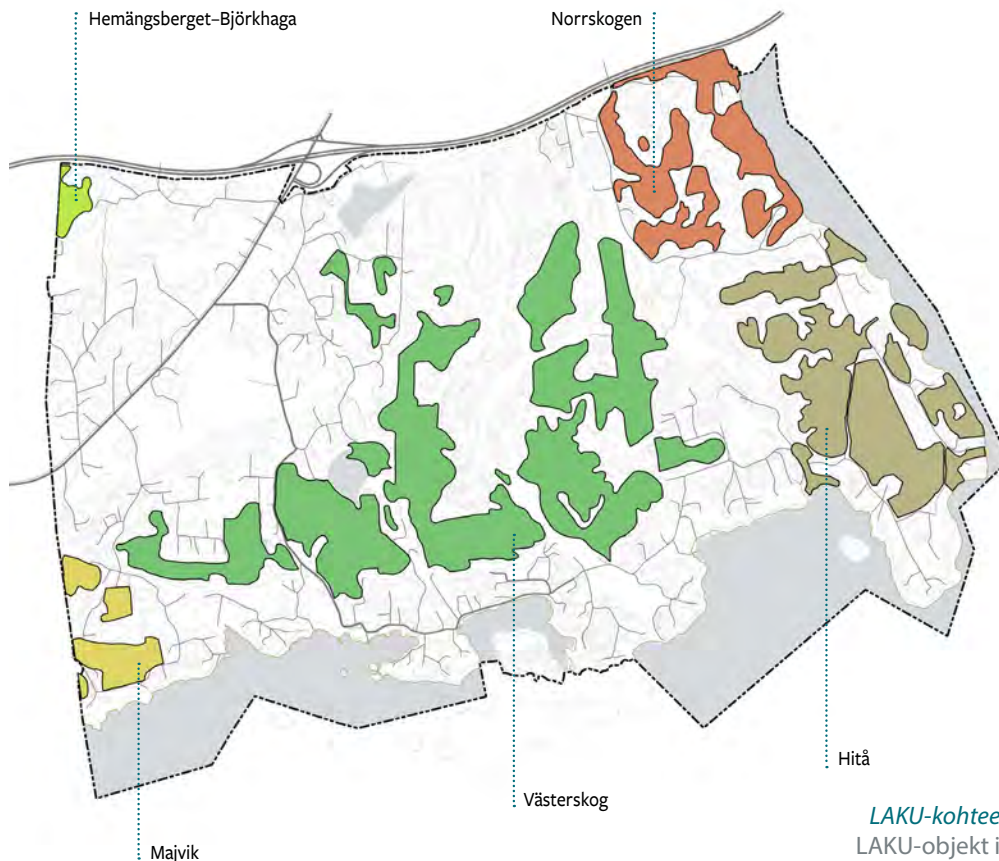 Hemängsberget–Björkhaga
Norrskogen
Hitå
Västerskog
LAKU-kohtee
LAKU-objekt i
Majvik